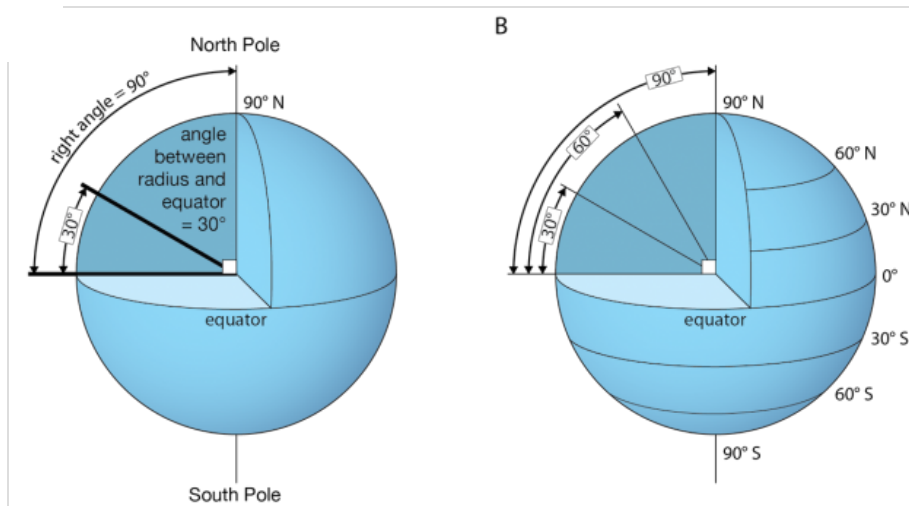 B
North Pole
90° N
right angle = 90°
angle
between
radius and
equator
= 30°
30°
equator
South Pole
90°
90° N
60°
60° N
30°
30° N
0°
equator
30° S
60° S
90° S